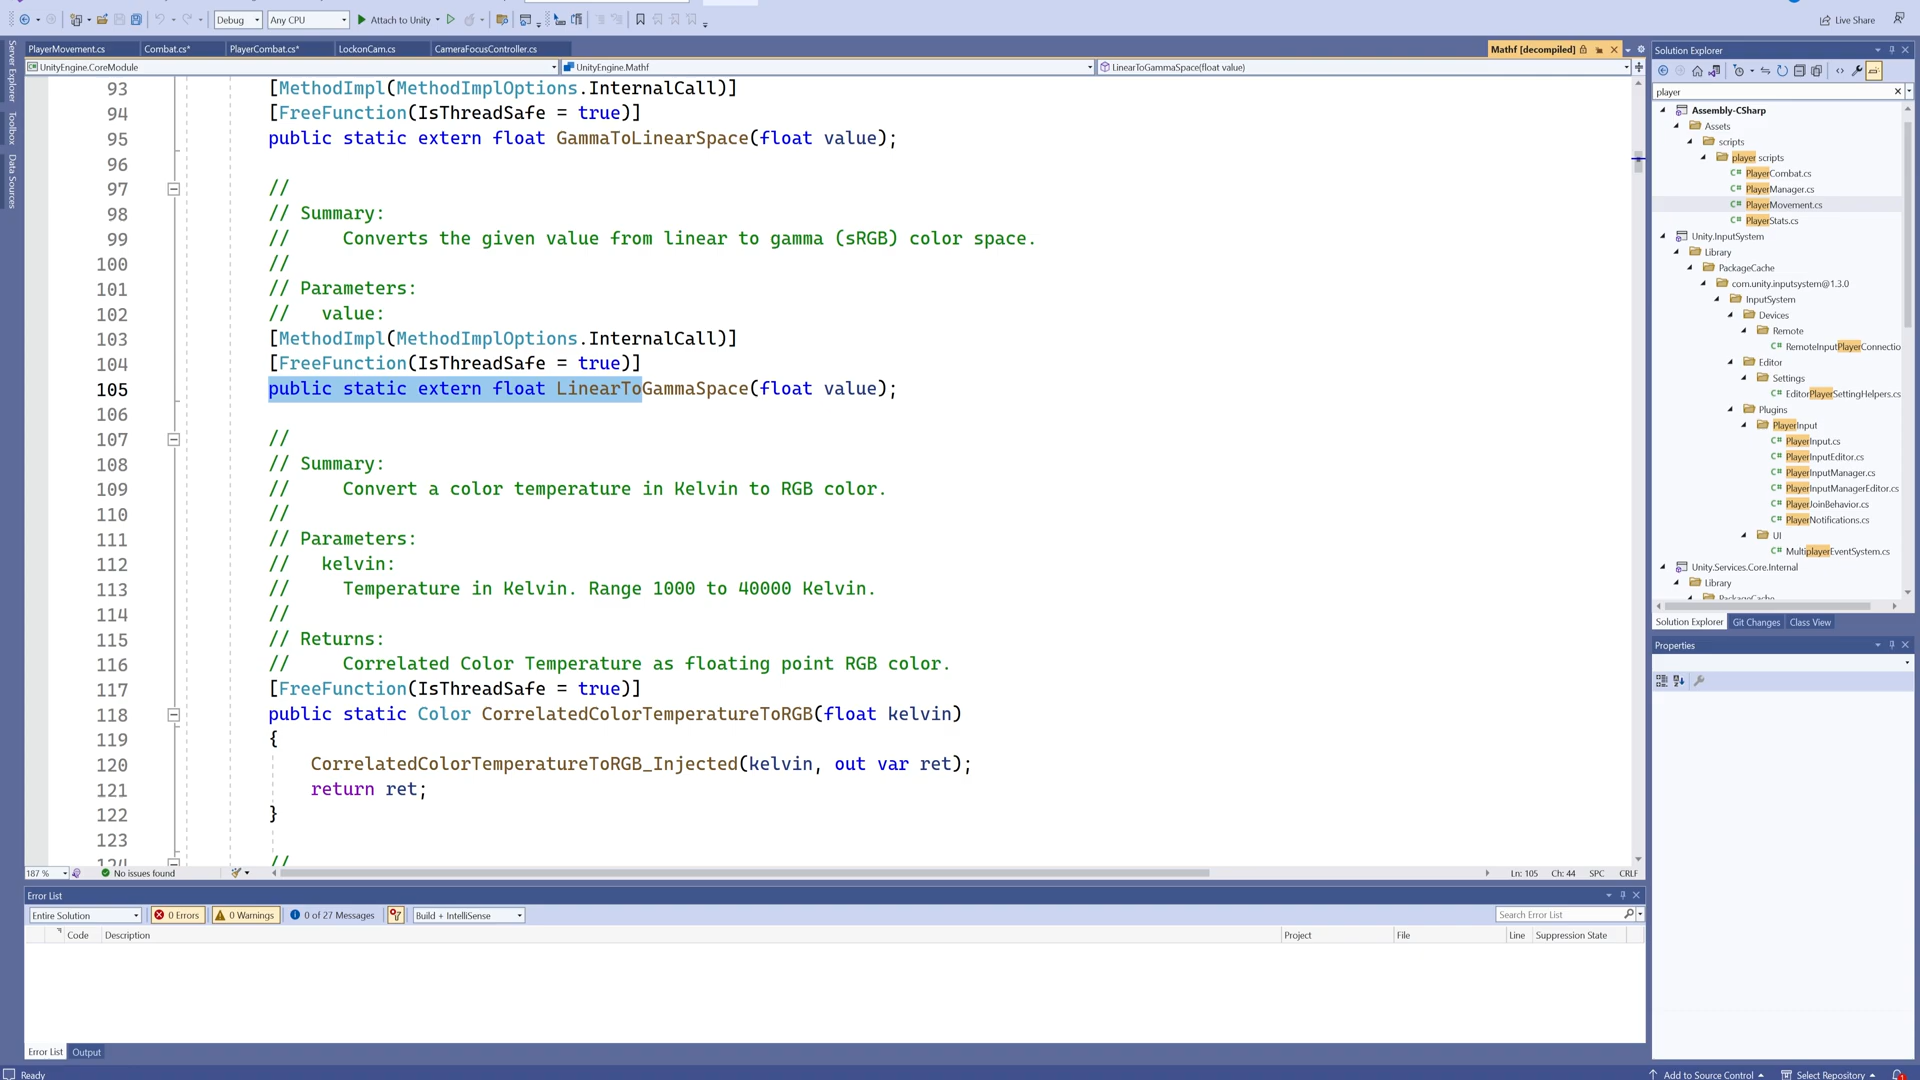 Debug
Any CPU
Attach to Unity
Live Share
PlayerMovement.cs
Combat.cs*
PlayerCombat.cs*
LockonCam.cs
CameraFocusController.cs
Mathf [decompiled]
UnityEngine.CoreModule
UnityEngine.Mathf
LinearToGammaSpace(float value)
Server Explorer
Toolbox
Data Sources
93 [MethodImpl(MethodImplOptions.InternalCall)]
94 [FreeFunction(IsThreadSafe = true)]
95 public static extern float GammaToLinearSpace(float value);
96
97 //
98 // Summary:
99 //     Converts the given value from linear to gamma (sRGB) color space.
100 //
101 // Parameters:
102 //   value:
103 [MethodImpl(MethodImplOptions.InternalCall)]
104 [FreeFunction(IsThreadSafe = true)]
105 public static extern float LinearToGammaSpace(float value);
106
107 //
108 // Summary:
109 //     Convert a color temperature in Kelvin to RGB color.
110 //
111 // Parameters:
112 //   kelvin:
113 //     Temperature in Kelvin. Range 1000 to 40000 Kelvin.
114 //
115 // Returns:
116 //     Correlated Color Temperature as floating point RGB color.
117 [FreeFunction(IsThreadSafe = true)]
118 public static Color CorrelatedColorTemperatureToRGB(float kelvin)
119 {
120     CorrelatedColorTemperatureToRGB_Injected(kelvin, out var ret);
121     return ret;
122 }
123
124 //
187 %
No issues found
Ln: 105
Ch: 44
SPC
CRLF
Error List
Entire Solution
0 Errors
0 Warnings
0 of 27 Messages
Build + IntelliSense
Search Error List
Code
Description
Project
File
Line
Suppression State
Error List
Output
Solution Explorer
player
Assembly-CSharp
Assets
scripts
player scripts
C# PlayerCombat.cs
C# PlayerManager.cs
C# PlayerMovement.cs
C# PlayerStats.cs
Unity.InputSystem
Library
PackageCache
com.unity.inputsystem@1.3.0
InputSystem
Devices
Remote
C# RemoteInputPlayerConnectio
Editor
Settings
C# EditorPlayerSettingHelpers.cs
Plugins
PlayerInput
C# PlayerInput.cs
C# PlayerInputEditor.cs
C# PlayerInputManager.cs
C# PlayerInputManagerEditor.cs
C# PlayerJoinBehavior.cs
C# PlayerNotifications.cs
UI
C# MultiplayerEventSystem.cs
Unity.Services.Core.Internal
Library
PackageCache
Solution Explorer
Git Changes
Class View
Properties
Ready
Add to Source Control
Select Repository